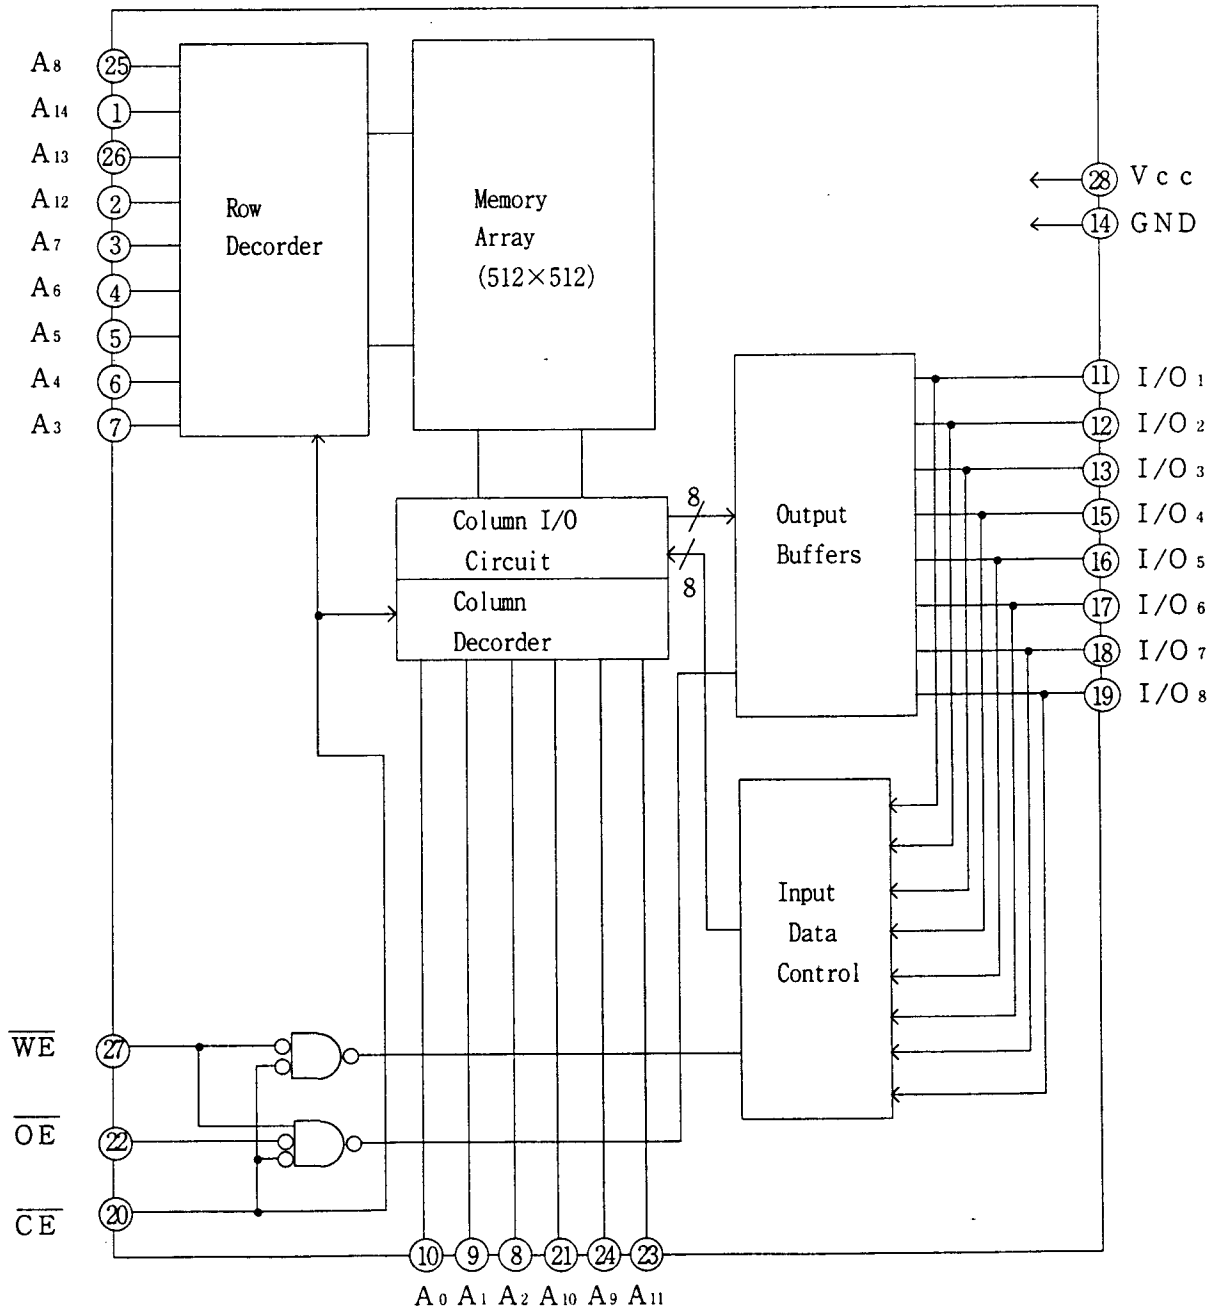 A8 25
A14 1
A13 26
A12 2
A7 3
A6 4
A5 5
A4 6
A3 7
Row
Decorder
Memory
Array
(512×512)
28 Vcc
14 GND
Column I/O
Circuit
Column
Decorder
8
8
Output
Buffers
11 I/O1
12 I/O2
13 I/O3
15 I/O4
16 I/O5
17 I/O6
18 I/O7
19 I/O8
Input
Data
Control
W̅E̅ 27
O̅E̅ 22
C̅E̅ 20
10 9 8 21 24 23
A0 A1 A2 A10 A9 A11